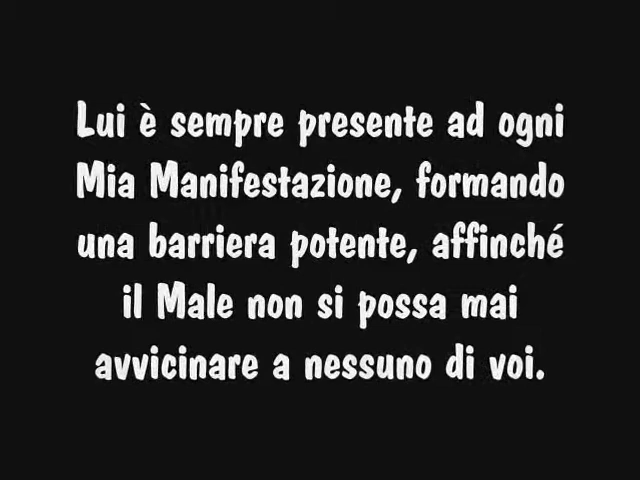 Lui è sempre presente ad ogni
Mia Manifestazione, formando
una barriera potente, affinché
il Male non si possa mai
avvicinare a nessuno di voi.